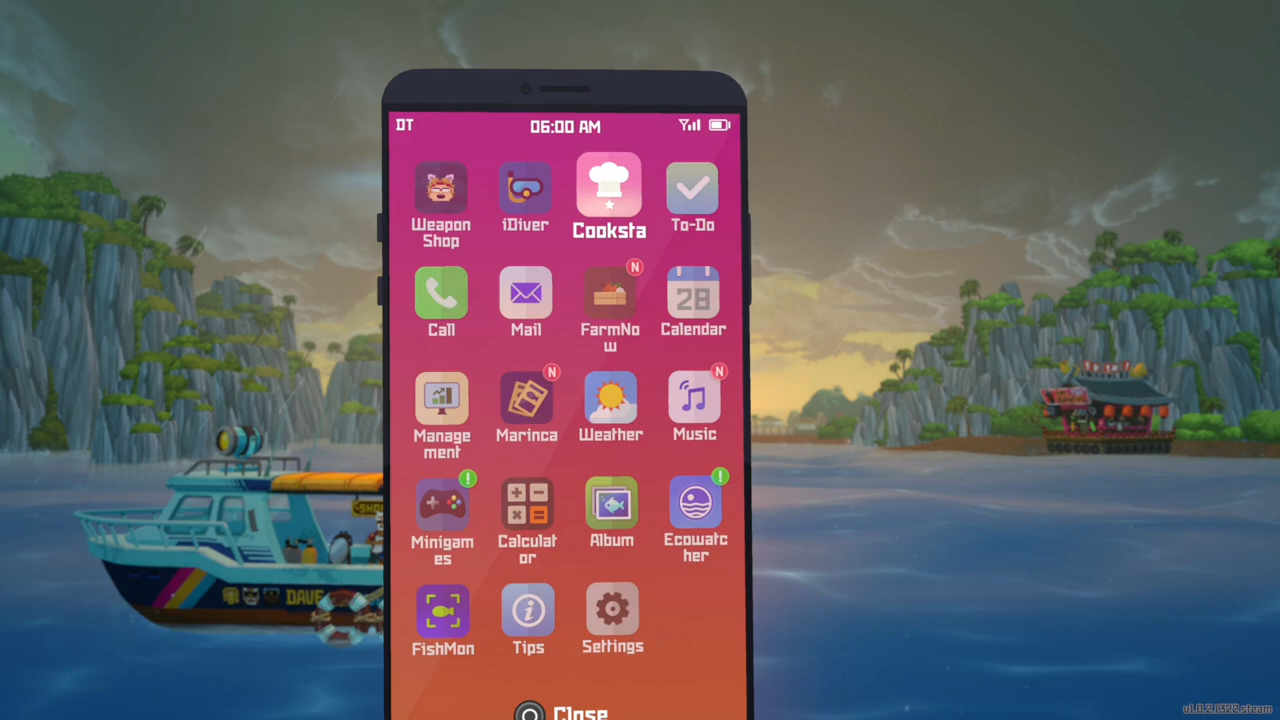 DT 06:00 AM
Weapon
Shop
iDiver
Cooksta
To-Do
Call
Mail
N
FarmNo
w
28
Calendar
Manage
ment
N
Marinca
Weather
N
Music
!
Minigam
es
Calculat
or
Album
!
Ecowatc
her
FishMon
Tips
Settings
Close
DAVE
v1.0.2.1322.steam